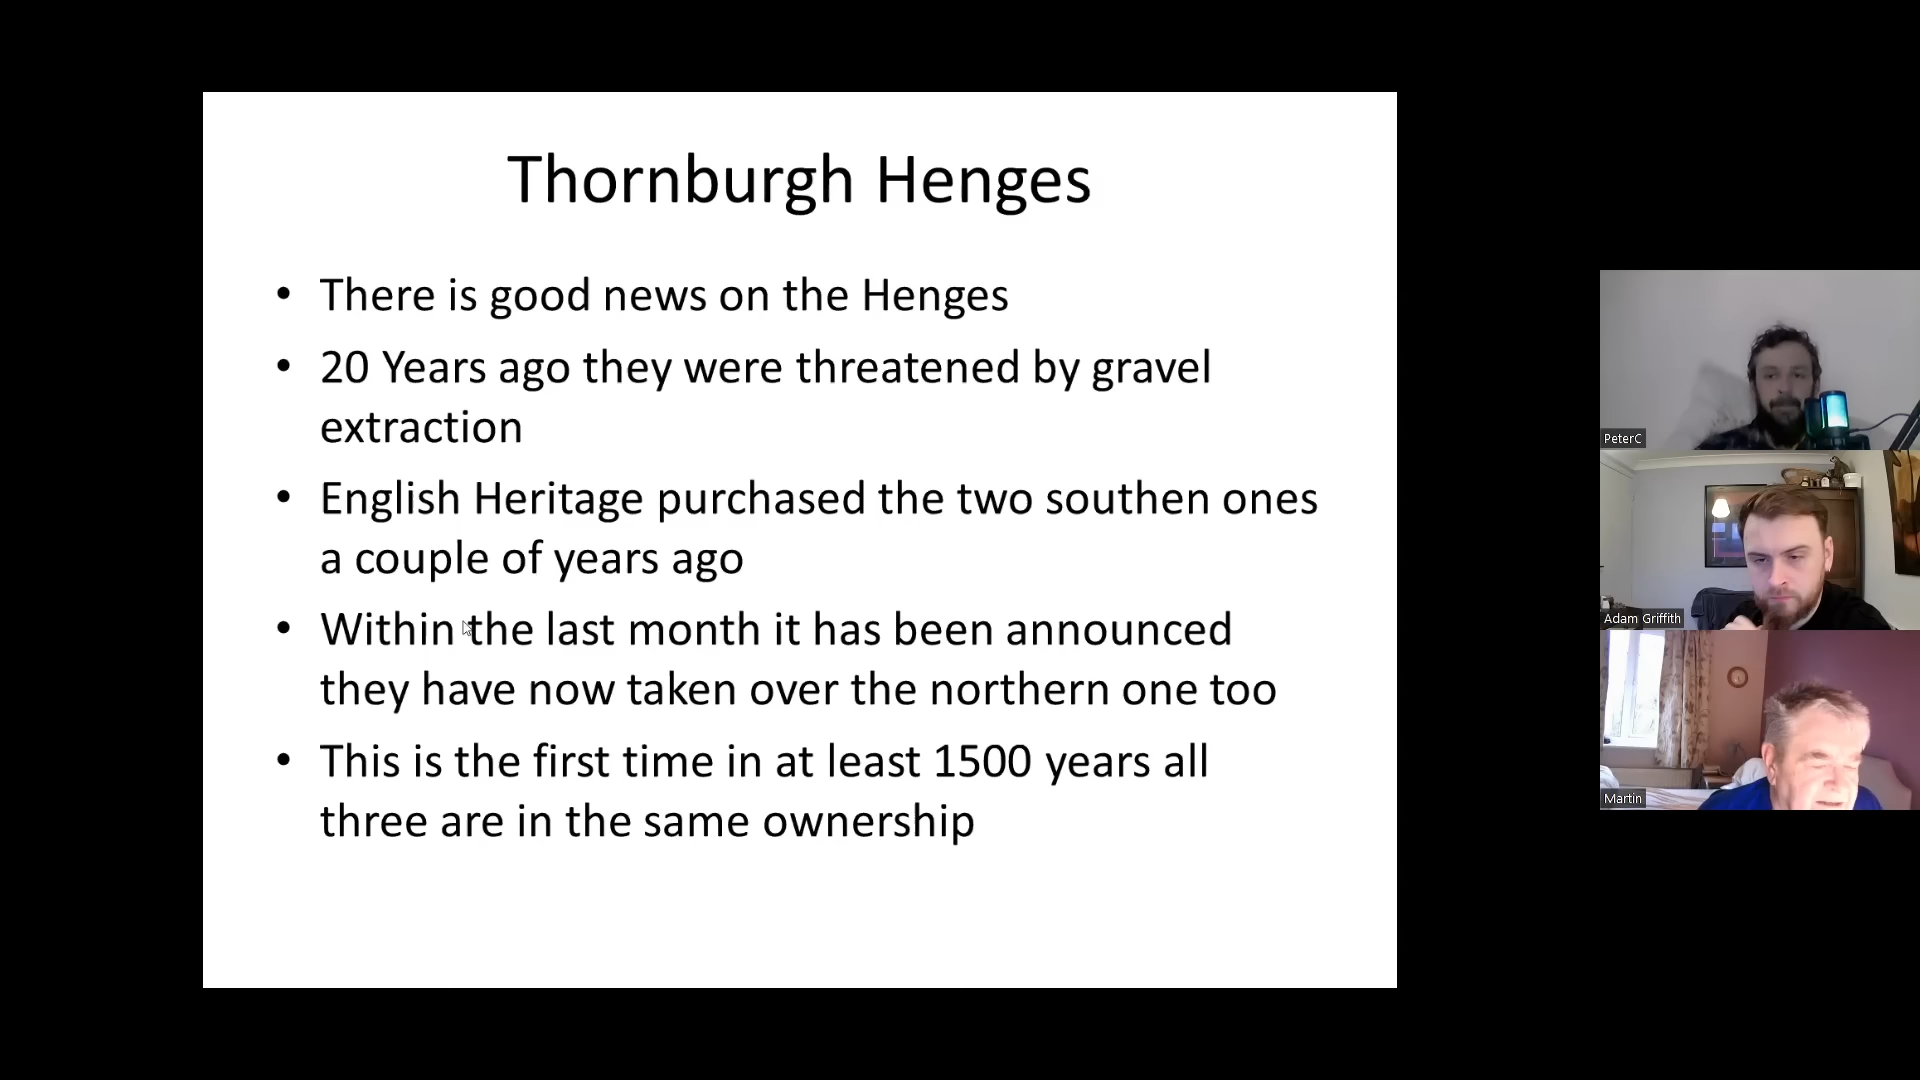 Thornburgh Henges
• There is good news on the Henges
• 20 Years ago they were threatened by gravel
extraction
• English Heritage purchased the two southen ones
a couple of years ago
• Within the last month it has been announced
they have now taken over the northern one too
• This is the first time in at least 1500 years all
three are in the same ownership
PeterC
Adam Griffith
Martin